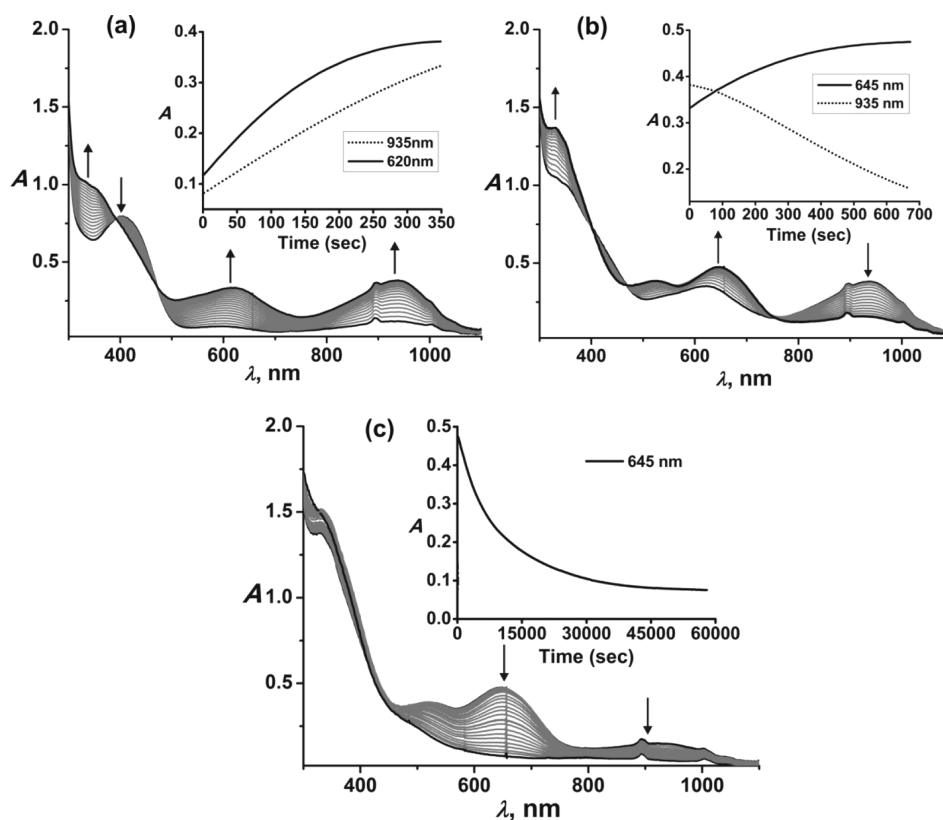 (a)
2.0
1.5
1.0
0.5
A
400
600
800
1000
λ, nm
0.4
0.3
0.2
0.1
A
935nm
620nm
0 50 100 150 200 250 300 350
Time (sec)
(b)
2.0
1.5
1.0
0.5
A
400
600
800
1000
λ, nm
0.5
0.4
0.3
0.2
A
645 nm
935 nm
0 100 200 300 400 500 600 700
Time (sec)
(c)
2.0
1.5
1.0
0.5
A
400
600
800
1000
λ, nm
0.5
0.4
0.3
0.2
0.1
0.0
A
645 nm
0 15000 30000 45000 60000
Time (sec)